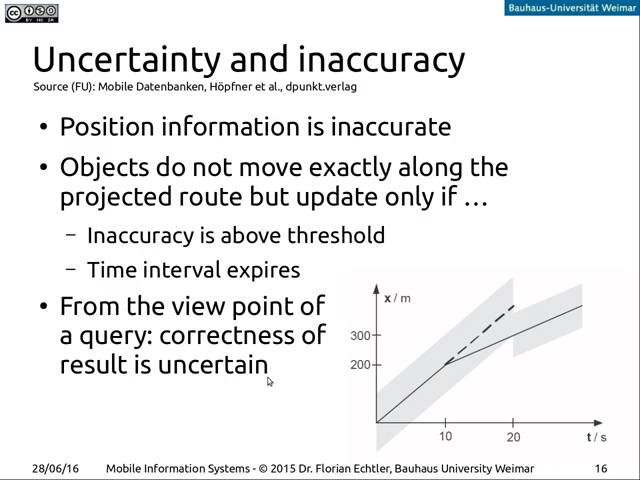 Bauhaus-Universität Weimar
Uncertainty and inaccuracy
Source (FU): Mobile Datenbanken, Höpfner et al., dpunkt.verlag
• Position information is inaccurate
• Objects do not move exactly along the
projected route but update only if …
– Inaccuracy is above threshold
– Time interval expires
• From the view point of
a query: correctness of
result is uncertain
x / m
300
200
10
20
t / s
28/06/16
Mobile Information Systems - © 2015 Dr. Florian Echtler, Bauhaus University Weimar
16